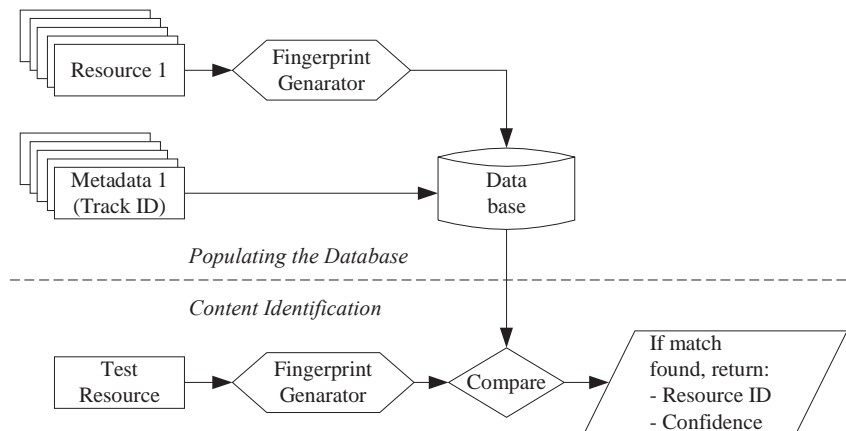 Resource 1
Fingerprint
Genarator
Metadata 1
(Track ID)
Data
base
Populating the Database
Content Identification
Test
Resource
Fingerprint
Genarator
Compare
If match
found, return:
- Resource ID
- Confidence